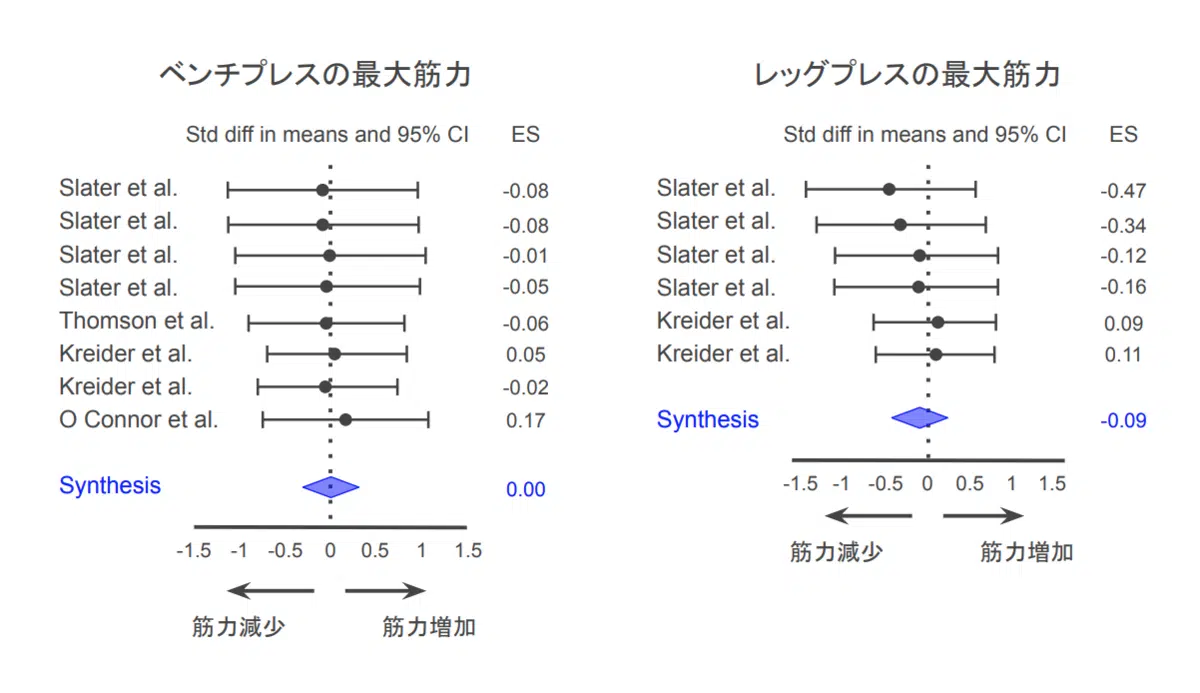 ベンチプレスの最大筋力
Std diff in means and 95% CI ES
Slater et al. -0.08
Slater et al. -0.08
Slater et al. -0.01
Slater et al. -0.05
Thomson et al. -0.06
Kreider et al. 0.05
Kreider et al. -0.02
O Connor et al. 0.17
Synthesis 0.00
-1.5 -1 -0.5 0 0.5 1 1.5
筋力減少 筋力増加
レッグプレスの最大筋力
Std diff in means and 95% CI ES
Slater et al. -0.47
Slater et al. -0.34
Slater et al. -0.12
Slater et al. -0.16
Kreider et al. 0.09
Kreider et al. 0.11
Synthesis -0.09
-1.5 -1 -0.5 0 0.5 1 1.5
筋力減少 筋力増加